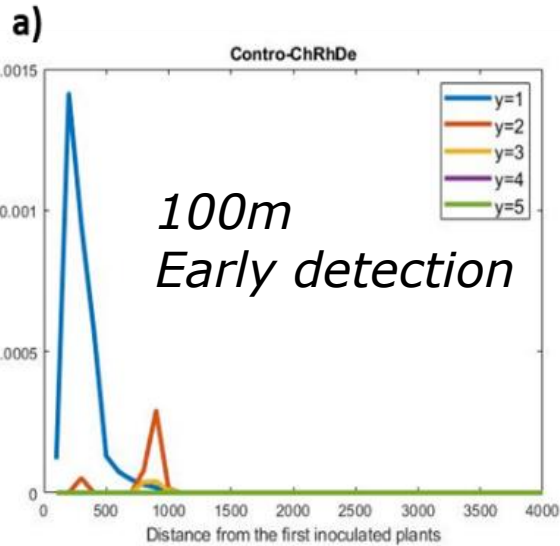 a)
Contro-ChRhDe
.0015
y=1
y=2
y=3
y=4
y=5
0.001
100m
Early detection
.0005
0
0 500 1000 1500 2000 2500 3000 3500 4000
Distance from the first inoculated plants